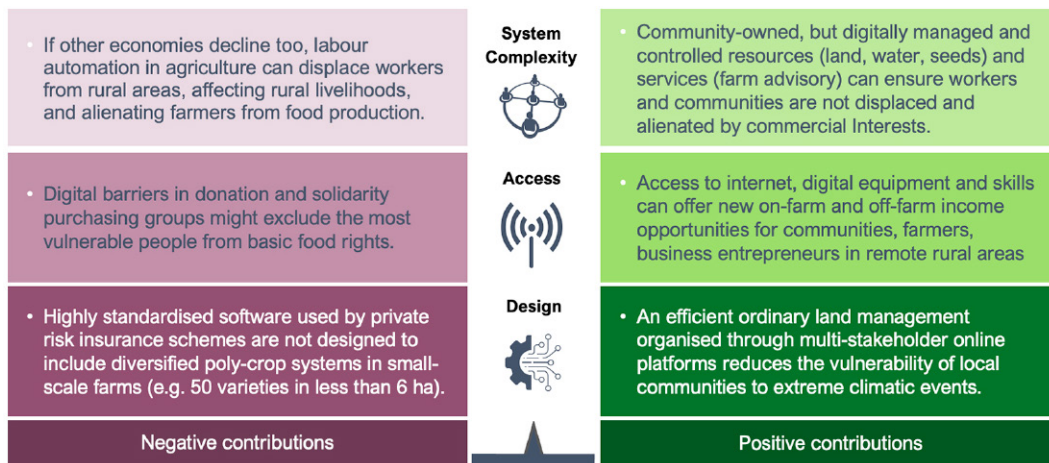 • If other economies decline too, labour
automation in agriculture can displace workers
from rural areas, affecting rural livelihoods,
and alienating farmers from food production.
System
Complexity
• Community-owned, but digitally managed and
controlled resources (land, water, seeds) and
services (farm advisory) can ensure workers
and communities are not displaced and
alienated by commercial Interests.
• Digital barriers in donation and solidarity
purchasing groups might exclude the most
vulnerable people from basic food rights.
Access
• Access to internet, digital equipment and skills
can offer new on-farm and off-farm income
opportunities for communities, farmers,
business entrepreneurs in remote rural areas
• Highly standardised software used by private
risk insurance schemes are not designed to
include diversified poly-crop systems in small-
scale farms (e.g. 50 varieties in less than 6 ha).
Design
• An efficient ordinary land management
organised through multi-stakeholder online
platforms reduces the vulnerability of local
communities to extreme climatic events.
Negative contributions
Positive contributions